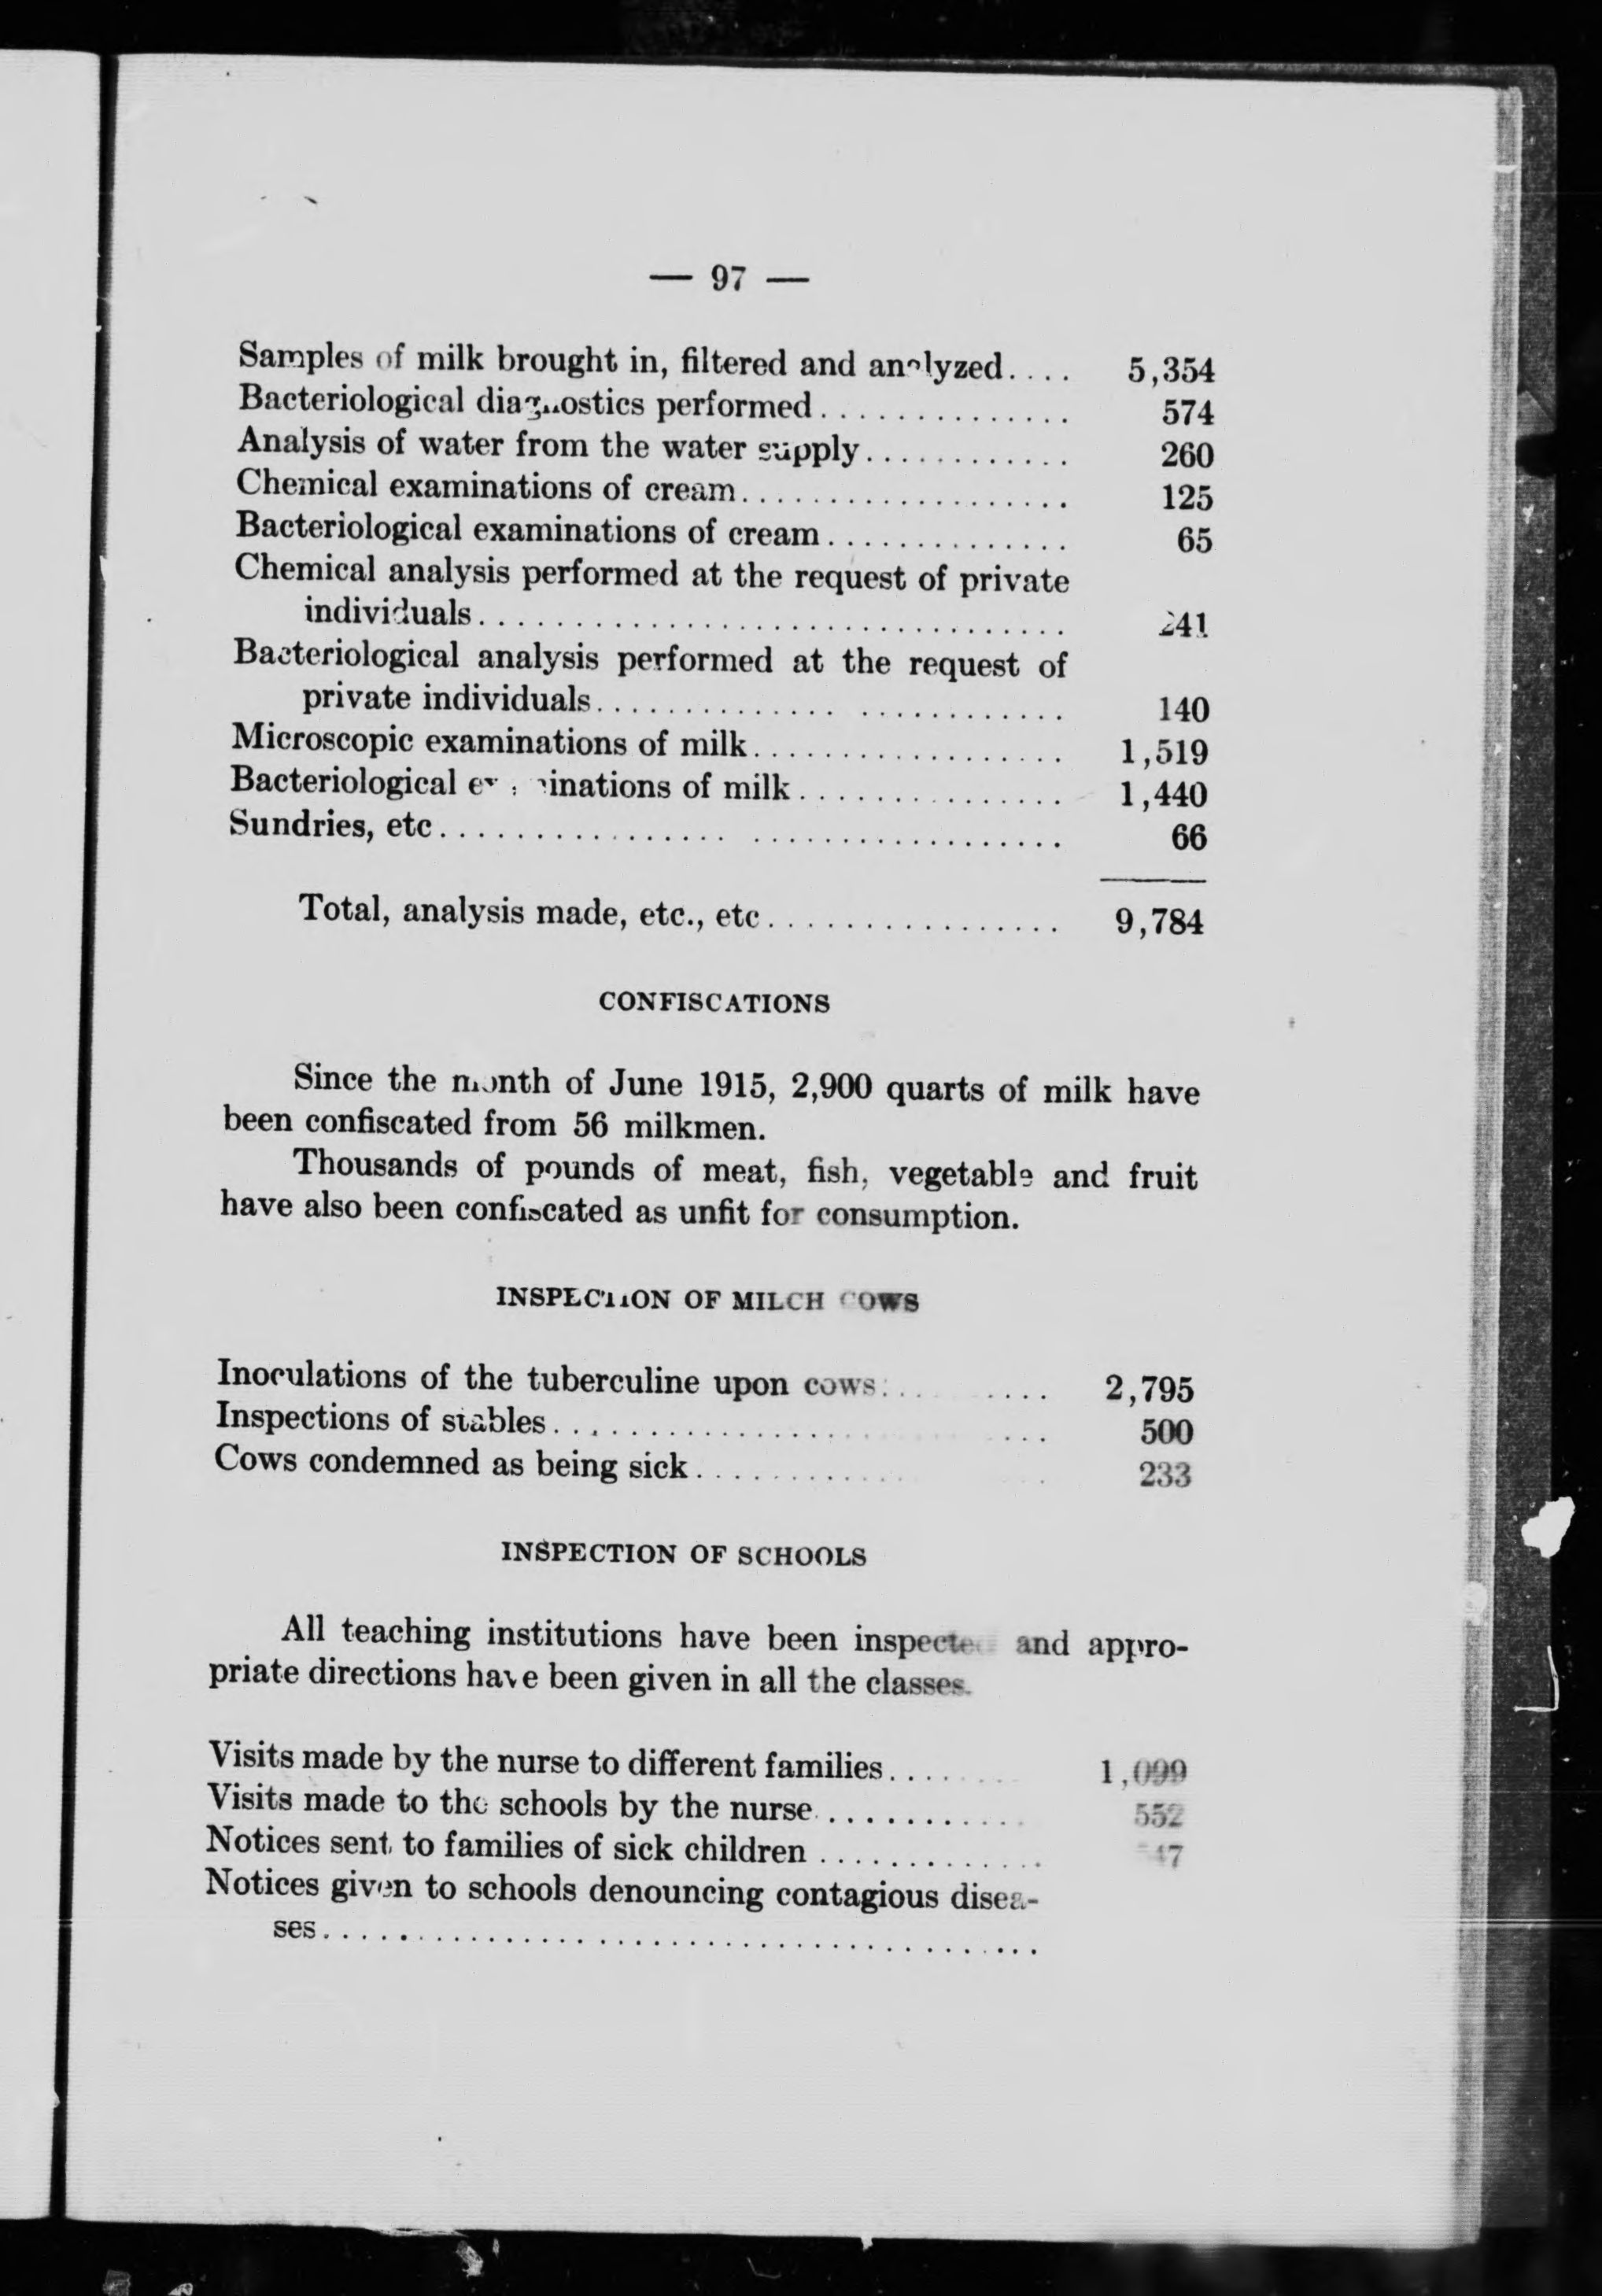 — 97 —
Samples of milk brought in, filtered and analyzed.... 5,354
Bacteriological diagnostics performed.............. 574
Analysis of water from the water supply............ 260
Chemical examinations of cream................... 125
Bacteriological examinations of cream.............. 65
Chemical analysis performed at the request of private
individuals.................................. 241
Bacteriological analysis performed at the request of
private individuals.......................... 140
Microscopic examinations of milk.................. 1,519
Bacteriological examinations of milk............... 1,440
Sundries, etc.................................. 66
Total, analysis made, etc., etc................. 9,784
CONFISCATIONS
Since the month of June 1915, 2,900 quarts of milk have
been confiscated from 56 milkmen.
Thousands of pounds of meat, fish, vegetable and fruit
have also been confiscated as unfit for consumption.
INSPECTION OF MILCH COWS
Inoculations of the tuberculine upon cows......... 2,795
Inspections of stables.......................... 500
Cows condemned as being sick.................... 233
INSPECTION OF SCHOOLS
All teaching institutions have been inspected and appro-
priate directions have been given in all the classes.
Visits made by the nurse to different families....... 1,099
Visits made to the schools by the nurse............ 552
Notices sent to families of sick children .............
Notices given to schools denouncing contagious disea-
ses.........................................